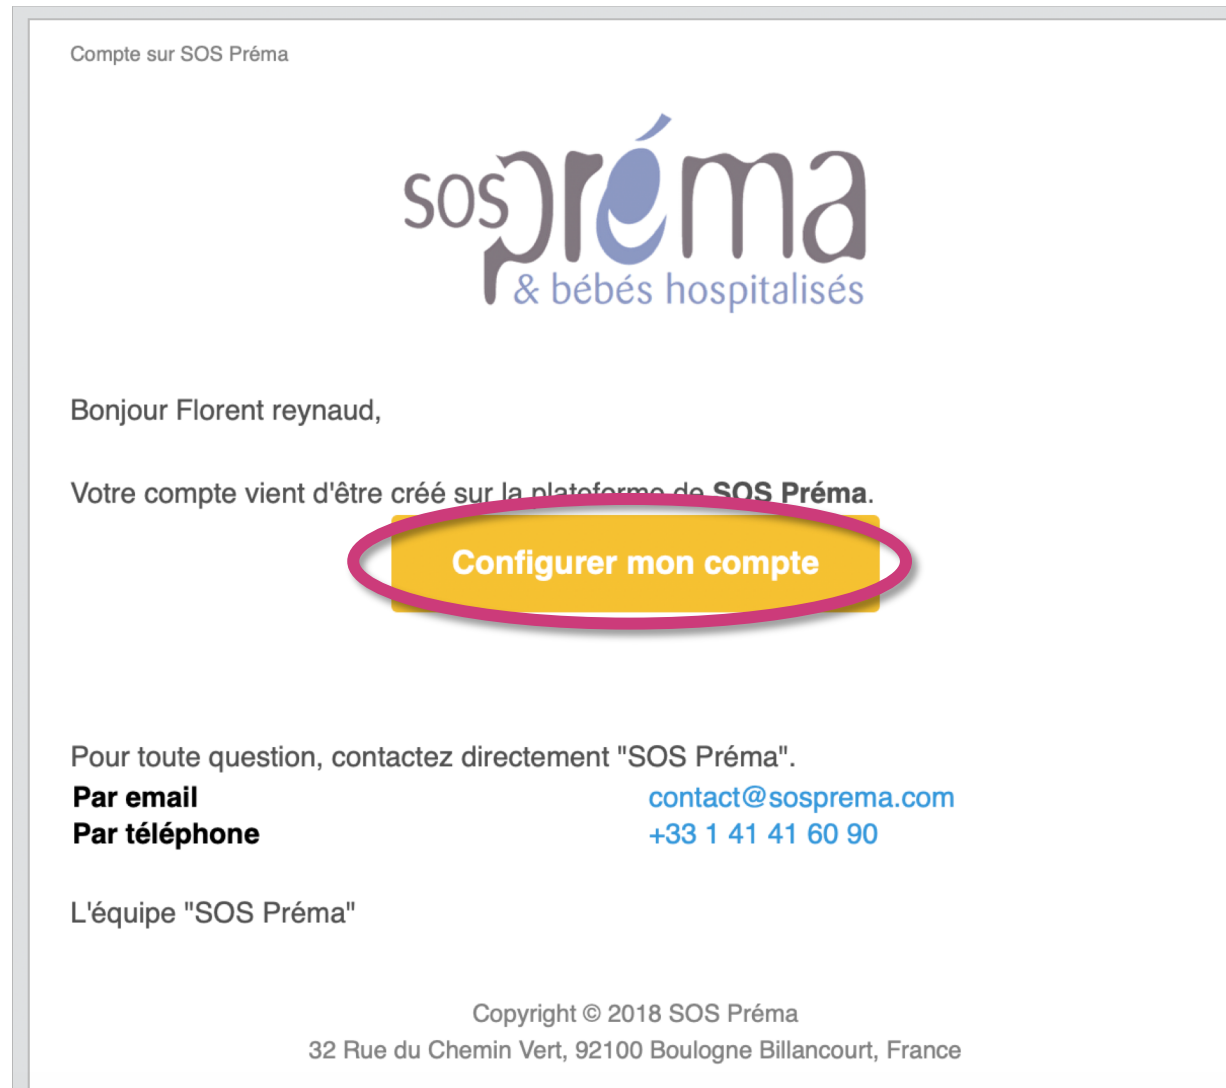 Compte sur SOS Préma
sos préma
& bébés hospitalisés
Bonjour Florent reynaud,
Votre compte vient d'être créé sur la plateforme de SOS Préma.
Configurer mon compte
Pour toute question, contactez directement "SOS Préma".
Par email contact@sosprema.com
Par téléphone +33 1 41 41 60 90
L'équipe "SOS Préma"
Copyright © 2018 SOS Préma
32 Rue du Chemin Vert, 92100 Boulogne Billancourt, France